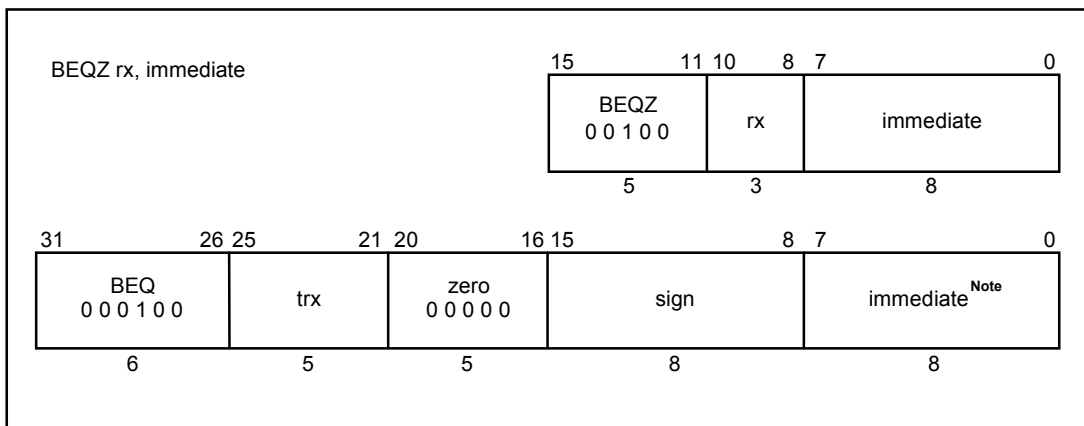 BEQZ rx, immediate
15 11 10 8 7 0
BEQZ
0 0 1 0 0
rx
immediate
5 3 8
31 26 25 21 20 16 15 8 7 0
BEQ
0 0 0 1 0 0
trx
zero
0 0 0 0 0
sign
immediate Note
6 5 5 8 8